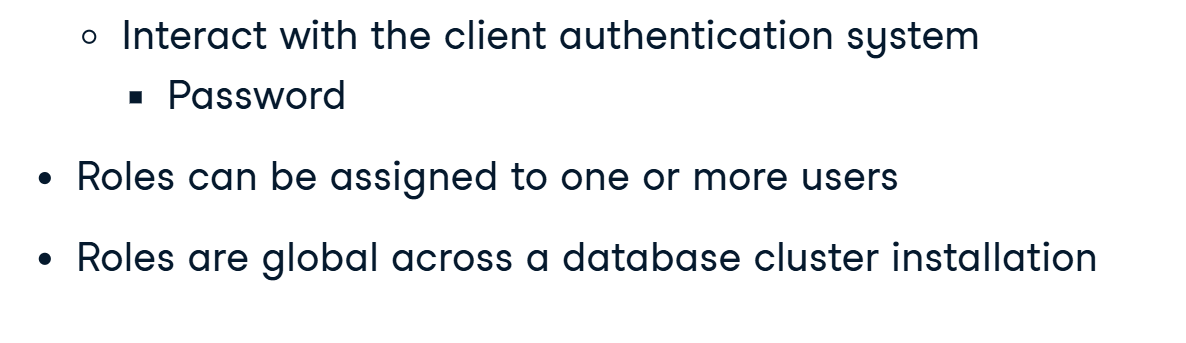 Interact with the client authentication system
Password
Roles can be assigned to one or more users
Roles are global across a database cluster installation